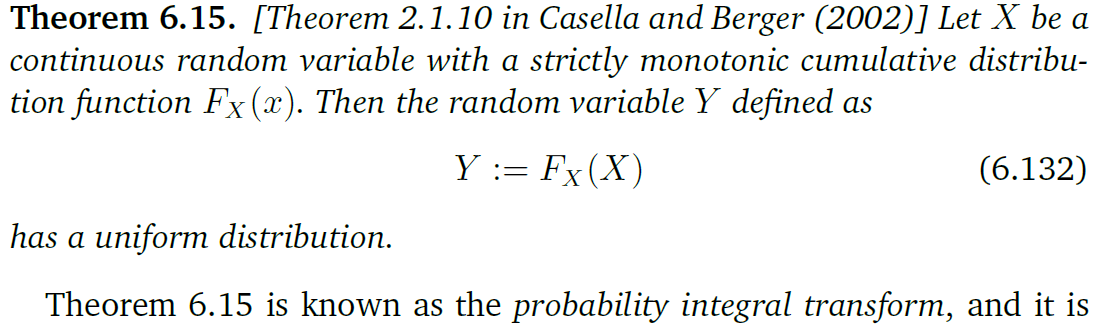 Theorem 6.15. [Theorem 2.1.10 in Casella and Berger (2002)] Let X be a
continuous random variable with a strictly monotonic cumulative distribu-
tion function F_X(x). Then the random variable Y defined as
Y := F_X(X) (6.132)
has a uniform distribution.
Theorem 6.15 is known as the probability integral transform, and it is